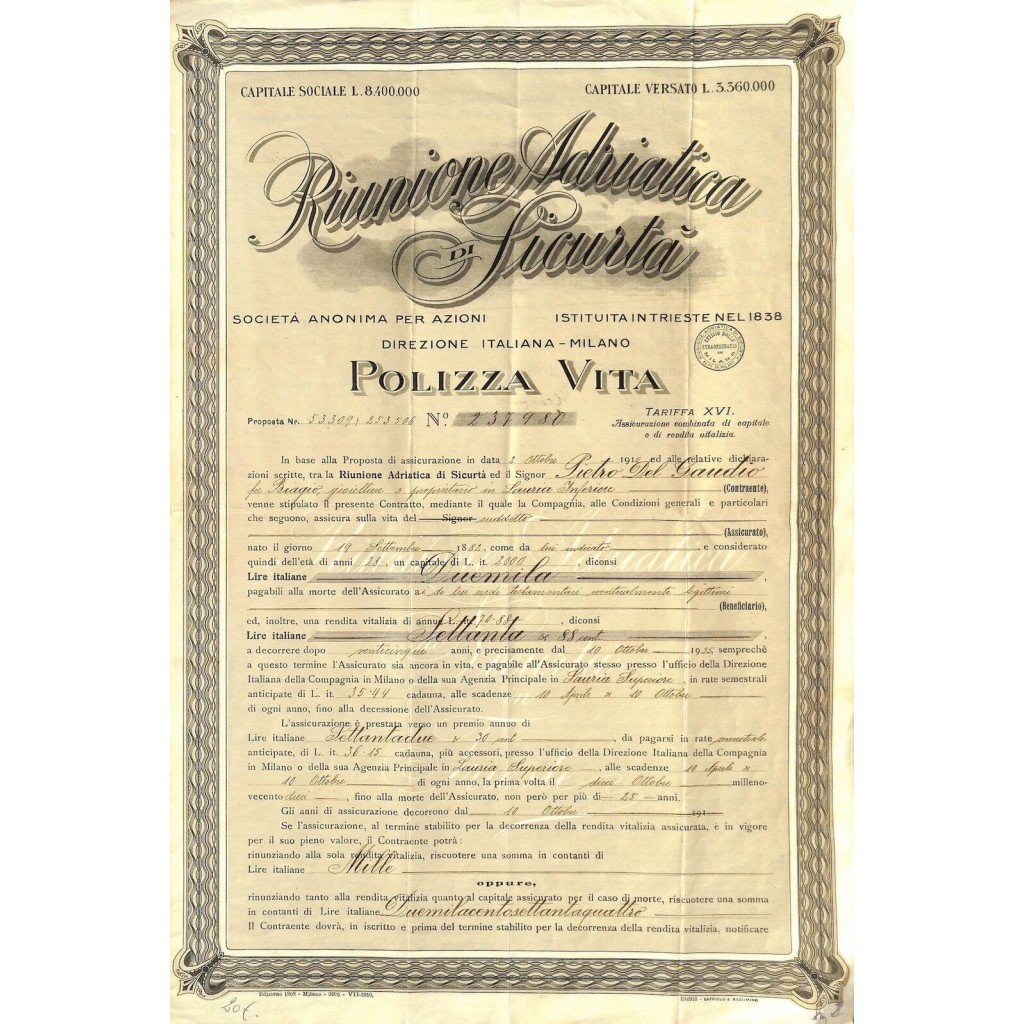 CAPITALE SOCIALE L. 8.400.000 CAPITALE VERSATO L. 3.360.000
Riunione Adriatica
DI Sicurtà
SOCIETÁ ANONIMA PER AZIONI ISTITUITA IN TRIESTE NEL 1838
DIREZIONE ITALIANA - MILANO
POLIZZA VITA
Proposta Nr. 53309 253506 Nº 237980 TARIFFA XVI.
Assicurazione combinata di capitale
e di rendita vitalizia.
In base alla Proposta di assicurazione in data 8 Ottobre 1910 ed alle relative dichiara-
zioni scritte, tra la Riunione Adriatica di Sicurtà ed il Signor Pietro Del Gaudio
fu Biagio, gioielliere e proprietario in Lauria Inferiore (Contraente),
venne stipulato il presente Contratto, mediante il quale la Compagnia, alle Condizioni generali e particolari
che seguono, assicura sulla vita del Signor suddetto
(Assicurato),
nato il giorno 19 Settembre 1882, come da lui indicato, e considerato
quindi dell'età di anni 28, un capitale di L. it. 2000, diconsi
Lire italiane Duemila,
pagabili alla morte dell'Assicurato a eredi testamentari eventualmente legittimi
(Beneficiario),
ed, inoltre, una rendita vitalizia di annue L. it. 70.88, diconsi
Lire italiane Settanta e 88 cent,
a decorrere dopo venticinque anni, e precisamente dal 10 Ottobre 1935, semprechè
a questo termine l'Assicurato sia ancora in vita, e pagabile all'Assicurato stesso presso l'ufficio della Direzione
Italiana della Compagnia in Milano o della sua Agenzia Principale in Lauria Superiore, in rate semestrali
anticipate di L. it. 35.44 cadauna, alle scadenze 10 Aprile e 10 Ottobre
di ogni anno, fino alla decessione dell'Assicurato.
L'assicurazione è prestata verso un premio annuo di
Lire italiane Settantadue e 30 cent, da pagarsi in rate semestrale
anticipate, di L. it. 36.15 cadauna, più accessori, presso l'ufficio della Direzione Italiana della Compagnia
in Milano o della sua Agenzia Principale in Lauria Superiore, alle scadenze 10 Aprile e
10 Ottobre di ogni anno, la prima volta il dieci Ottobre milleno-
vecento dieci, fino alla morte dell'Assicurato, non però per più di 25 anni.
Gli anni di assicurazione decorrono dal 10 Ottobre 191
Se l'assicurazione, al termine stabilito per la decorrenza della rendita vitalizia assicurata, è in vigore
per il suo pieno valore, il Contraente potrà:
rinunziando alla sola rendita vitalizia, riscuotere una somma in contanti di
Lire italiane Mille
oppure,
rinunziando tanto alla rendita vitalizia quanto al capitale assicurato per il caso di morte, riscuotere una somma
in contanti di Lire italiane Duemilacentosettantaquattro
Il Contraente dovrà, in iscritto e prima del termine stabilito per la decorrenza della rendita vitalizia, notificare
Edizione 1908 - Milano - VII-1910.
20€.